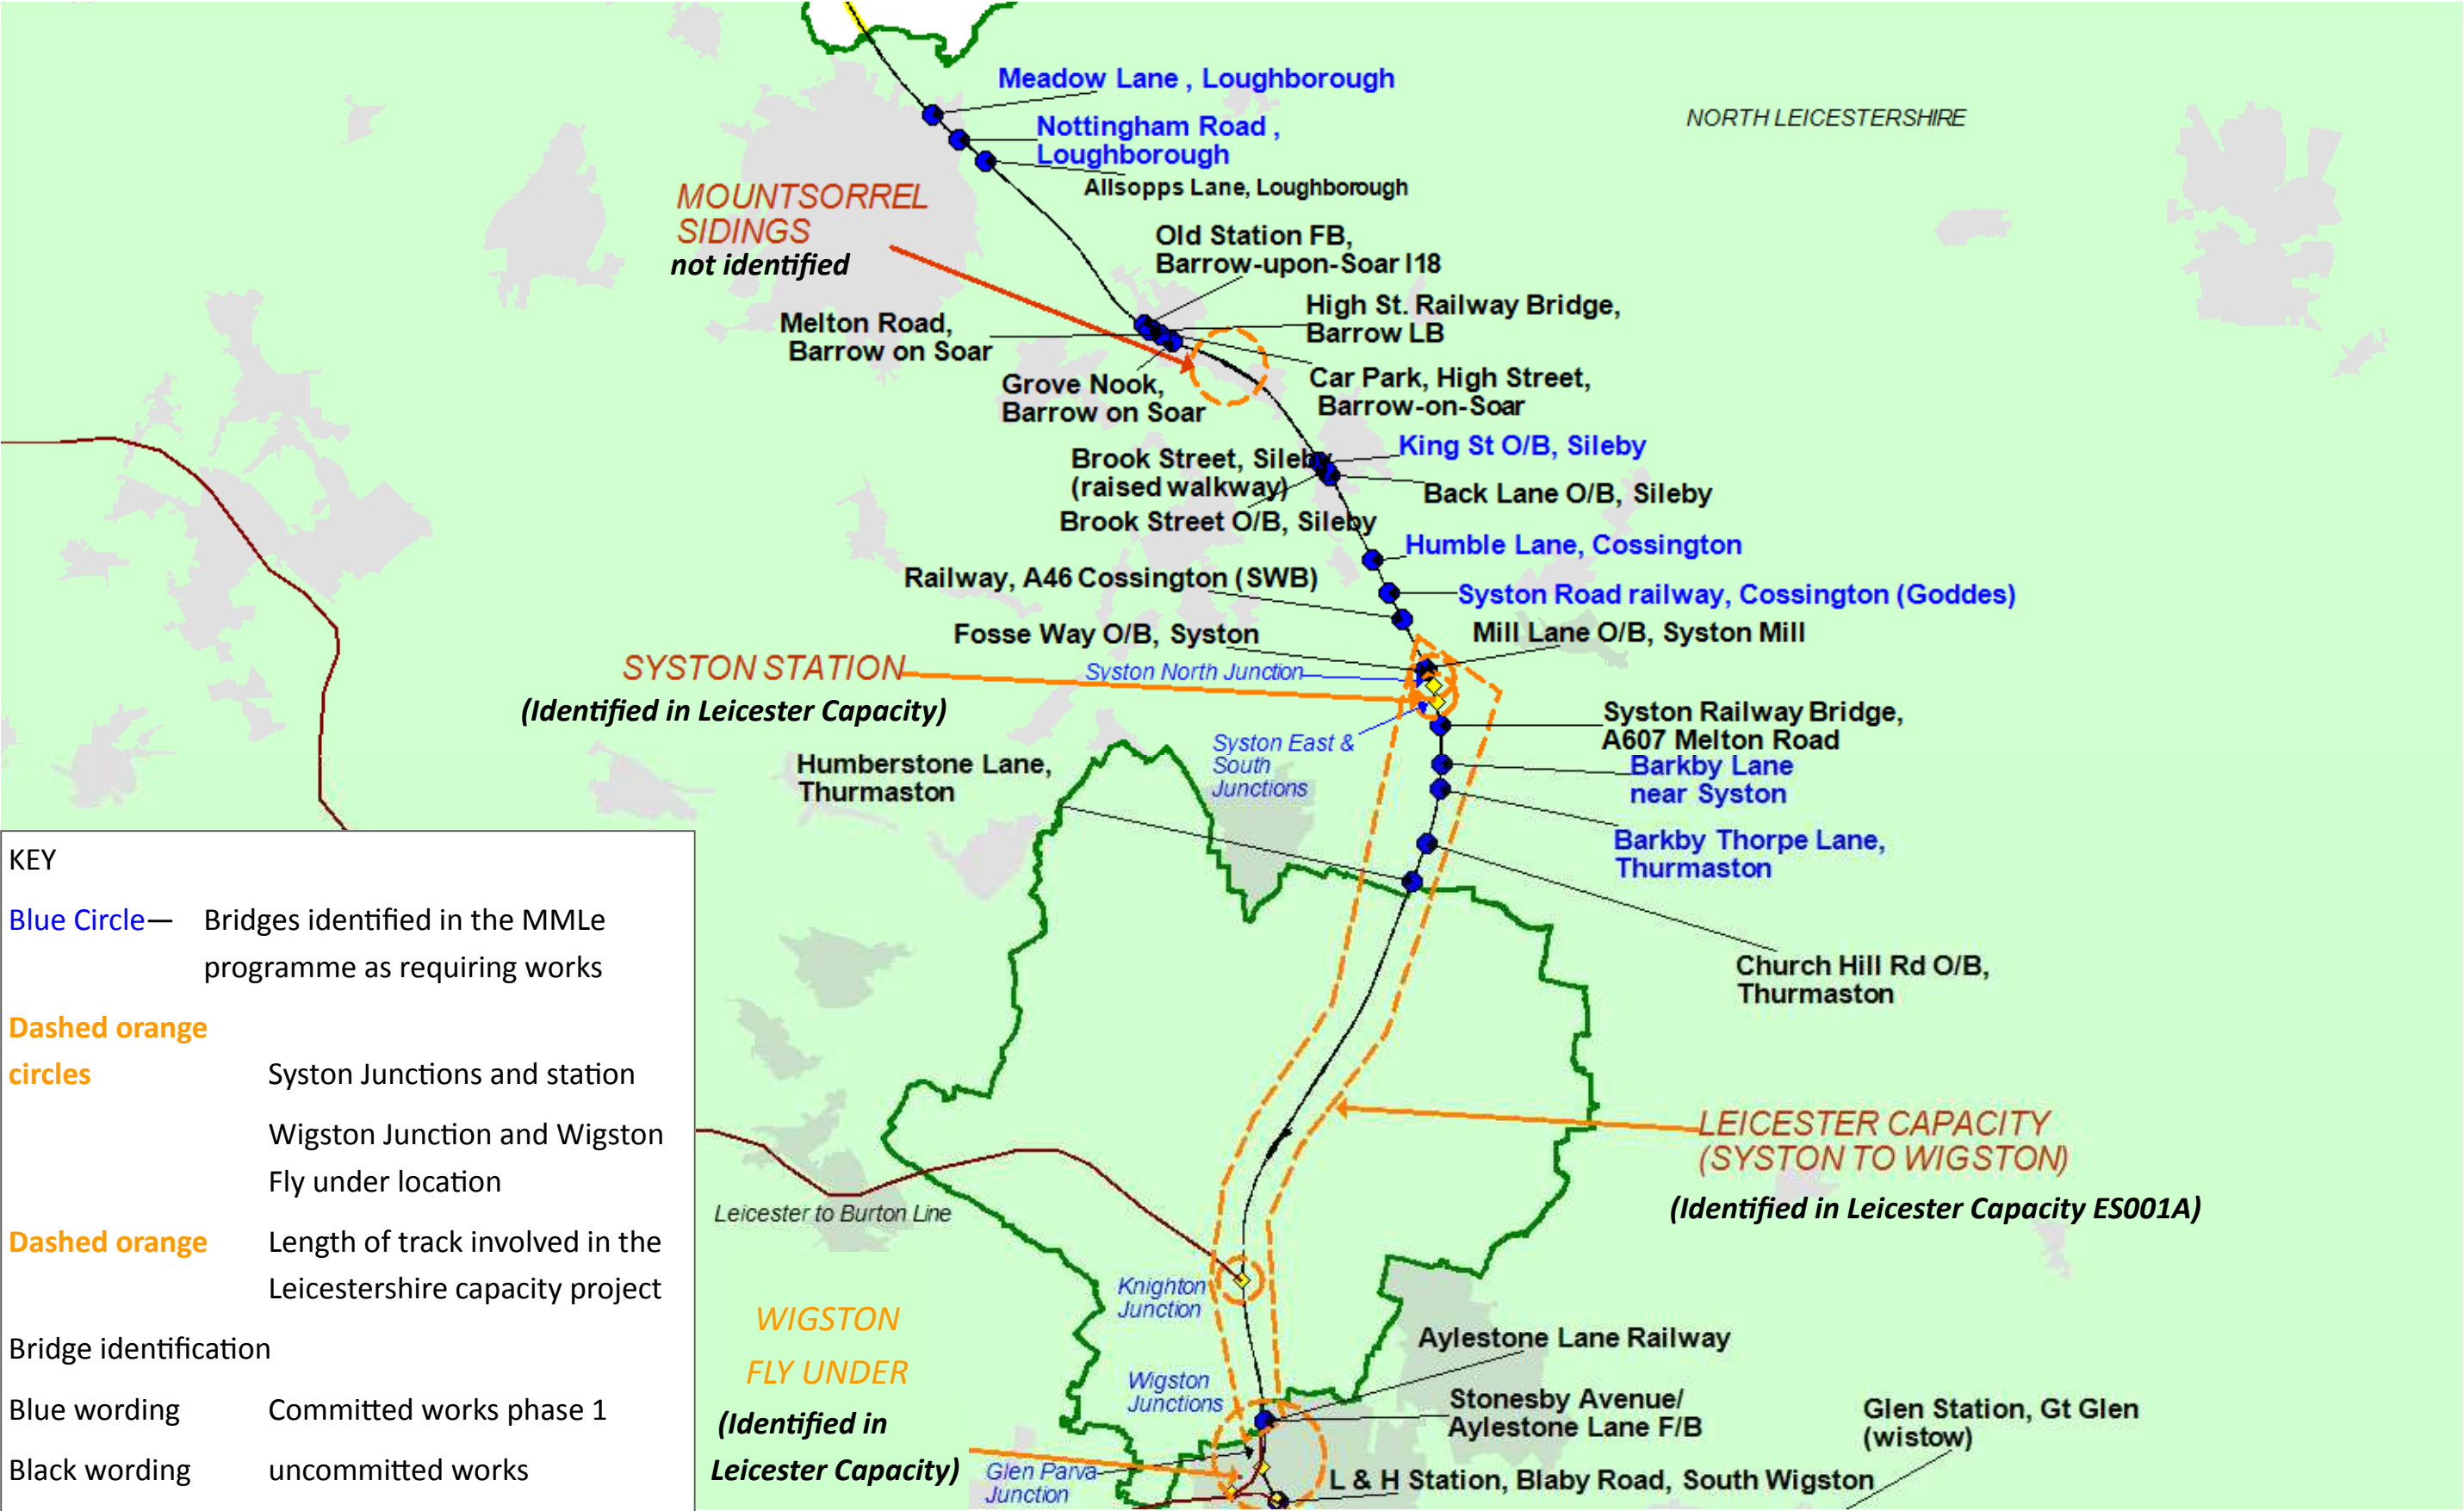 Meadow Lane , Loughborough
NORTH LEICESTERSHIRE
Nottingham Road ,
Loughborough
Allsopps Lane, Loughborough
MOUNTSORREL
SIDINGS
not identified
Old Station FB,
Barrow-upon-Soar I18
High St. Railway Bridge,
Barrow LB
Melton Road,
Barrow on Soar
Grove Nook,
Barrow on Soar
Car Park, High Street,
Barrow-on-Soar
King St O/B, Sileby
Brook Street, Sileby
(raised walkway)
Back Lane O/B, Sileby
Brook Street O/B, Sileby
Humble Lane, Cossington
Railway, A46 Cossington (SWB)
Syston Road railway, Cossington (Goddes)
Fosse Way O/B, Syston
Mill Lane O/B, Syston Mill
SYSTON STATION
(Identified in Leicester Capacity)
Syston North Junction
Syston Railway Bridge,
A607 Melton Road
Syston East &
South
Junctions
Humberstone Lane,
Thurmaston
Barkby Lane
near Syston
Barkby Thorpe Lane,
Thurmaston
Church Hill Rd O/B,
Thurmaston
LEICESTER CAPACITY
(SYSTON TO WIGSTON)
(Identified in Leicester Capacity ES001A)
Leicester to Burton Line
Knighton
Junction
WIGSTON
FLY UNDER
(Identified in
Leicester Capacity)
Wigston
Junctions
Aylestone Lane Railway
Stonesby Avenue/
Aylestone Lane F/B
Glen Station, Gt Glen
(wistow)
Glen Parva
Junction
L & H Station, Blaby Road, South Wigston
KEY
Blue Circle— Bridges identified in the MMLe
programme as requiring works
Dashed orange
circles Syston Junctions and station
Wigston Junction and Wigston
Fly under location
Dashed orange Length of track involved in the
Leicestershire capacity project
Bridge identification
Blue wording Committed works phase 1
Black wording uncommitted works